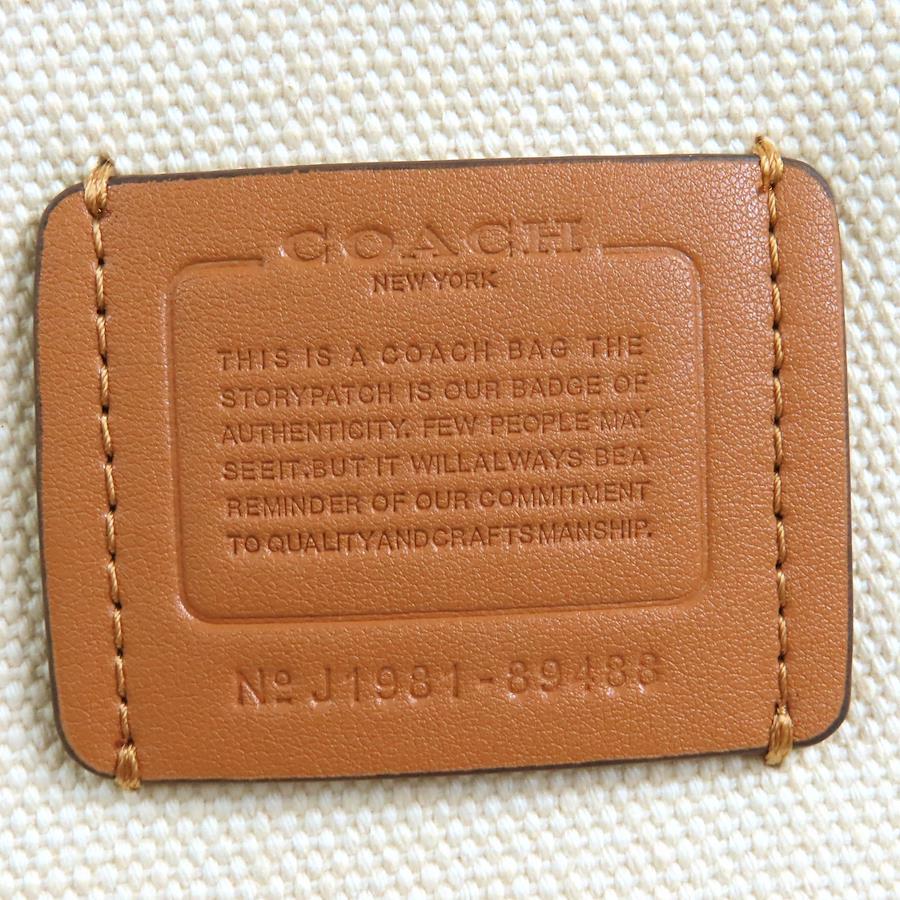 COACH
NEW YORK
THIS IS A COACH BAG THE
STORYPATCH IS OUR BADGE OF
AUTHENTICITY. FEW PEOPLE MAY
SEEIT.BUT IT WILLALWAYS BEA
REMINDER OF OUR COMMITMENT
TO QUALITYANDCRAFTSMANSHIP.
Nº J1981-89488